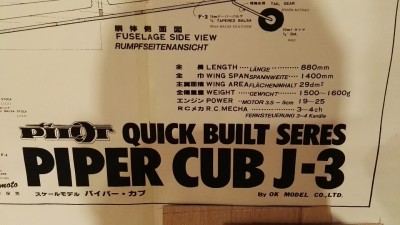 F-3
TAIL GEAR
TAPERED BALSA
胴体側面図
FUSELAGE SIDE VIEW
RUMPFSEITENANSICHT
全長 LENGTH LÄNGE 880mm
全巾 WING SPAN SPANNWEITE 1400mm
主翼面積 WING AREA FLÄCHENINHALT 29dm²
全備重量 WEIGHT GEWICHT 1500~1600g
エンジン POWER MOTOR 3.5-5cm 19-25
RCメカ R.C. MECHA 3-4ch
FERNSTEUERUNG 3-4 Kanäle
PILOT QUICK BUILT SERES
PIPER CUB J-3
スケールモデル パイパー・カブ By OK MODEL CO.,LTD.